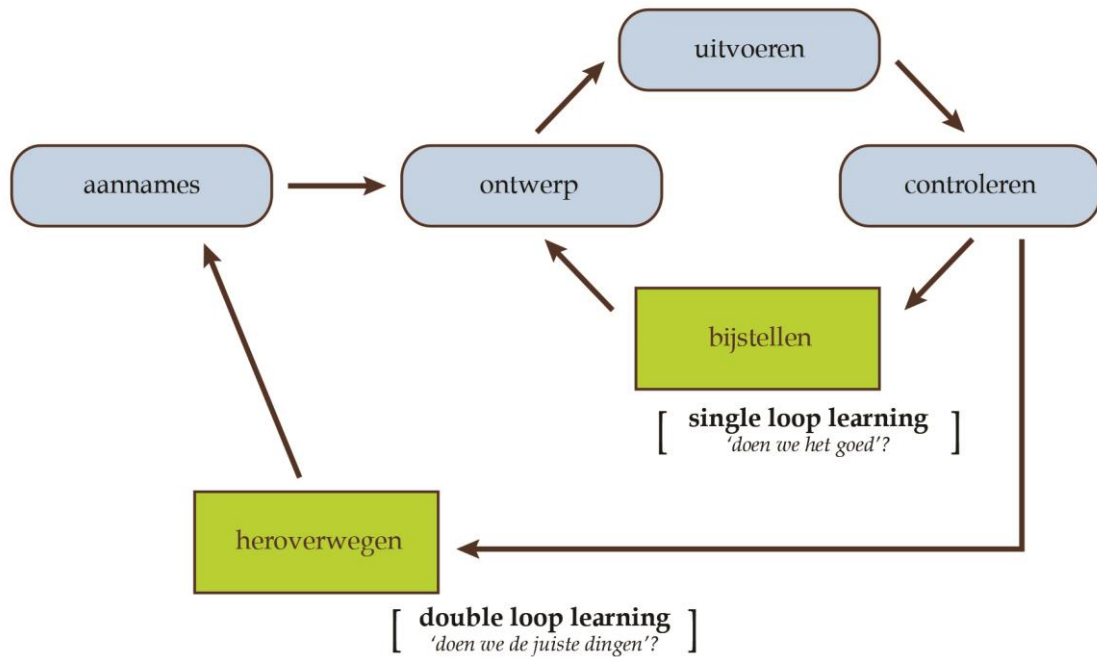 uitvoeren
aannames
ontwerp
controleren
bijstellen
[ single loop learning ]
‘doen we het goed’?
heroverwegen
[ double loop learning ]
‘doen we de juiste dingen’?